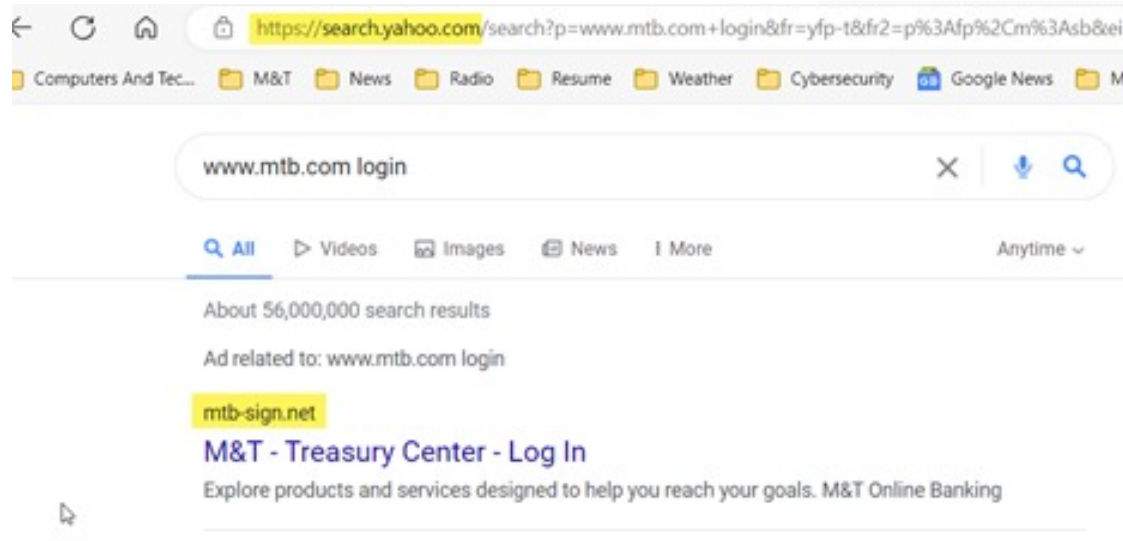 https://search.yahoo.com/search?p=www.mtb.com+login&fr=yfp-t&fr2=p%3Afp%2Cm%3Asb&ei
Computers And Tec... M&T News Radio Resume Weather Cybersecurity GB Google News M
www.mtb.com login
All Videos Images News More Anytime
About 56,000,000 search results
Ad related to: www.mtb.com login
mtb-sign.net
M&T - Treasury Center - Log In
Explore products and services designed to help you reach your goals. M&T Online Banking